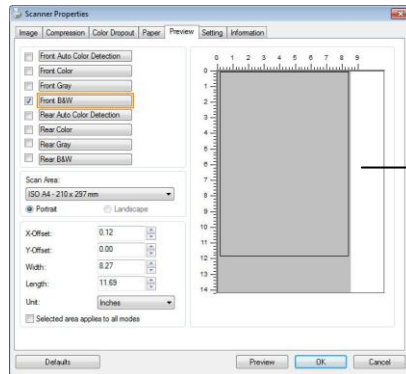 Scanner Properties
Image Compression Color Dropout Paper Preview Setting Information
Front Auto Color Detection
Front Color
Front Gray
Front B&W
Rear Auto Color Detection
Rear Color
Rear Gray
Rear B&W
Scan Area:
ISO A4 - 210 x 297 mm
Portrait Landscape
X-Offset: 0.12
Y-Offset: 0.00
Width: 8.27
Length: 11.69
Unit: Inches
Selected area applies to all modes
0 1 2 3 4 5 6 7 8 9
0
1
2
3
4
5
6
7
8
9
10
11
12
13
14
Defaults Preview OK Cancel